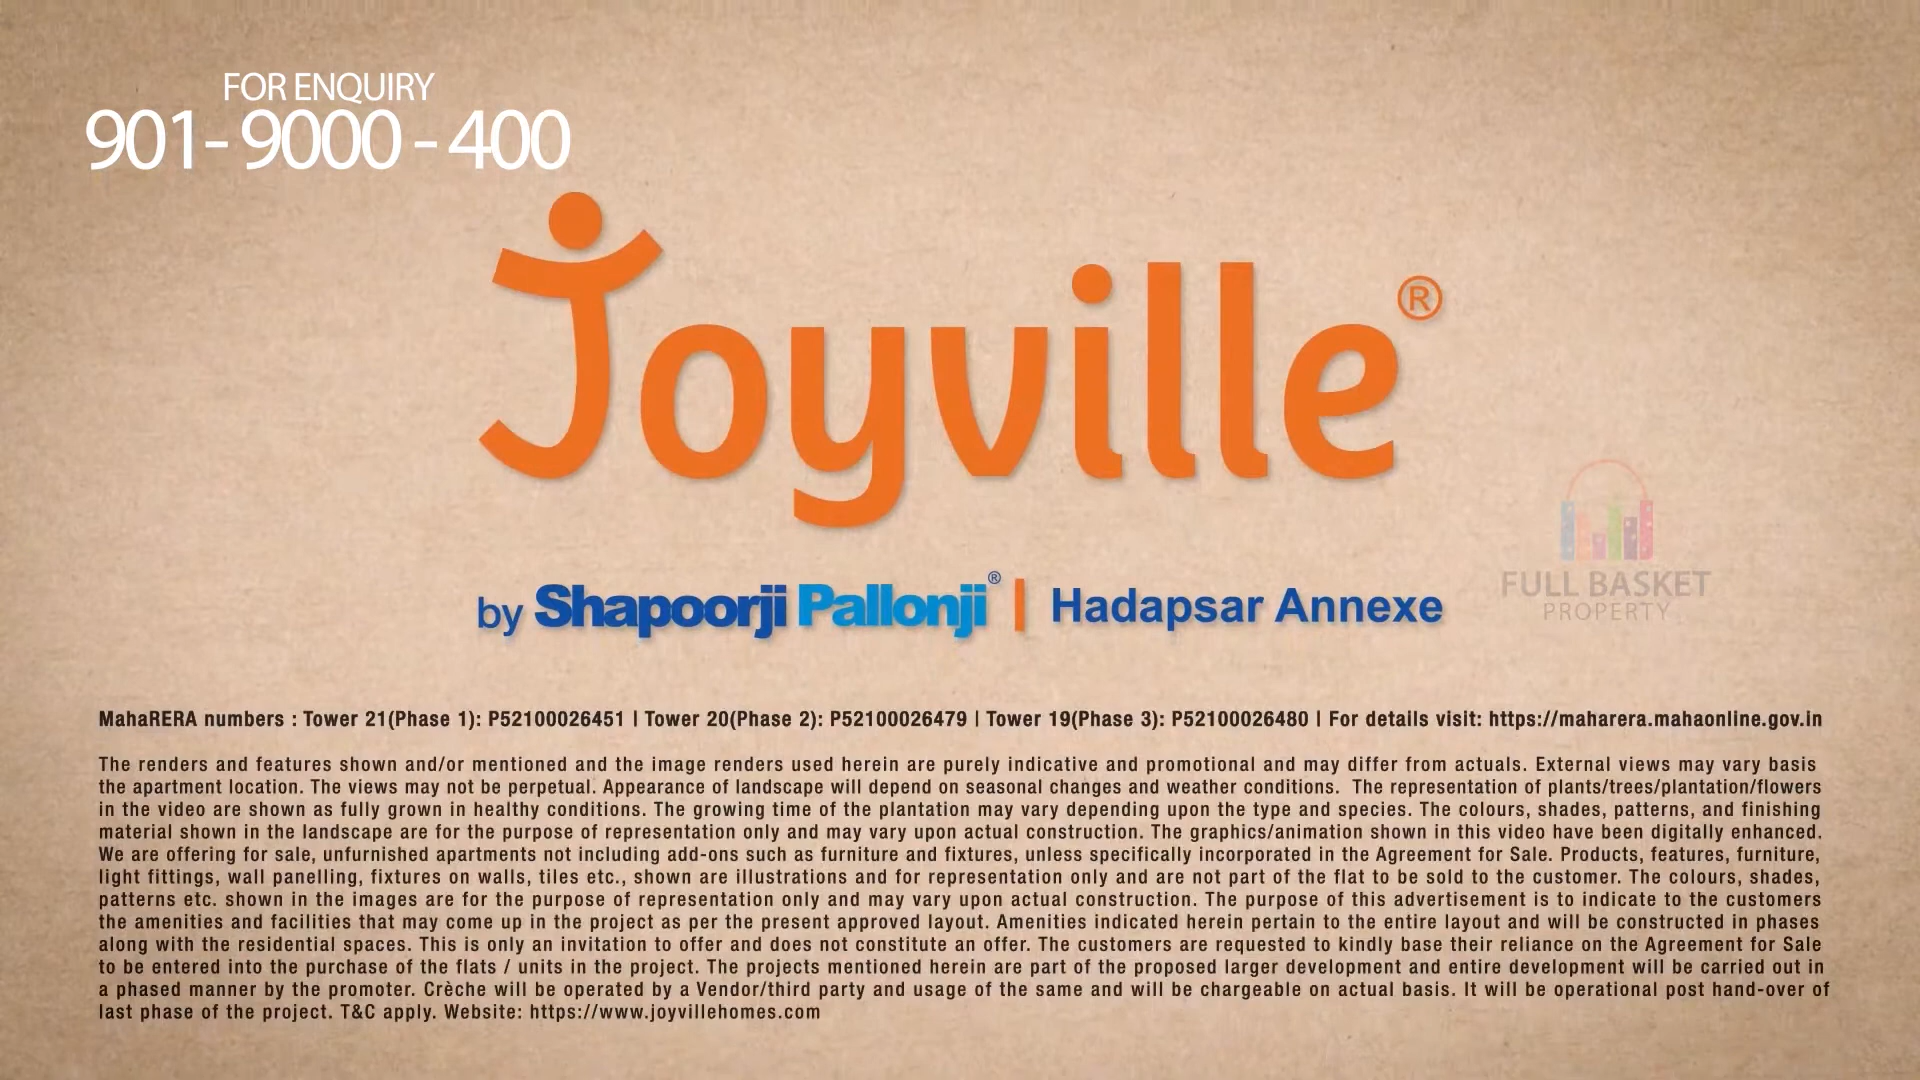 FOR ENQUIRY
901-9000-400
Joyville®
by Shapoorji Pallonji® | Hadapsar Annexe
FULL BASKET
PROPERTY
MahaRERA numbers : Tower 21(Phase 1): P52100026451 | Tower 20(Phase 2): P52100026479 | Tower 19(Phase 3): P52100026480 | For details visit: https://maharera.mahaonline.gov.in
The renders and features shown and/or mentioned and the image renders used herein are purely indicative and promotional and may differ from actuals. External views may vary basis
the apartment location. The views may not be perpetual. Appearance of landscape will depend on seasonal changes and weather conditions. The representation of plants/trees/plantation/flowers
in the video are shown as fully grown in healthy conditions. The growing time of the plantation may vary depending upon the type and species. The colours, shades, patterns, and finishing
material shown in the landscape are for the purpose of representation only and may vary upon actual construction. The graphics/animation shown in this video have been digitally enhanced.
We are offering for sale, unfurnished apartments not including add-ons such as furniture and fixtures, unless specifically incorporated in the Agreement for Sale. Products, features, furniture,
light fittings, wall panelling, fixtures on walls, tiles etc., shown are illustrations and for representation only and are not part of the flat to be sold to the customer. The colours, shades,
patterns etc. shown in the images are for the purpose of representation only and may vary upon actual construction. The purpose of this advertisement is to indicate to the customers
the amenities and facilities that may come up in the project as per the present approved layout. Amenities indicated herein pertain to the entire layout and will be constructed in phases
along with the residential spaces. This is only an invitation to offer and does not constitute an offer. The customers are requested to kindly base their reliance on the Agreement for Sale
to be entered into the purchase of the flats / units in the project. The projects mentioned herein are part of the proposed larger development and entire development will be carried out in
a phased manner by the promoter. Crèche will be operated by a Vendor/third party and usage of the same and will be chargeable on actual basis. It will be operational post hand-over of
last phase of the project. T&C apply. Website: https://www.joyvillehomes.com